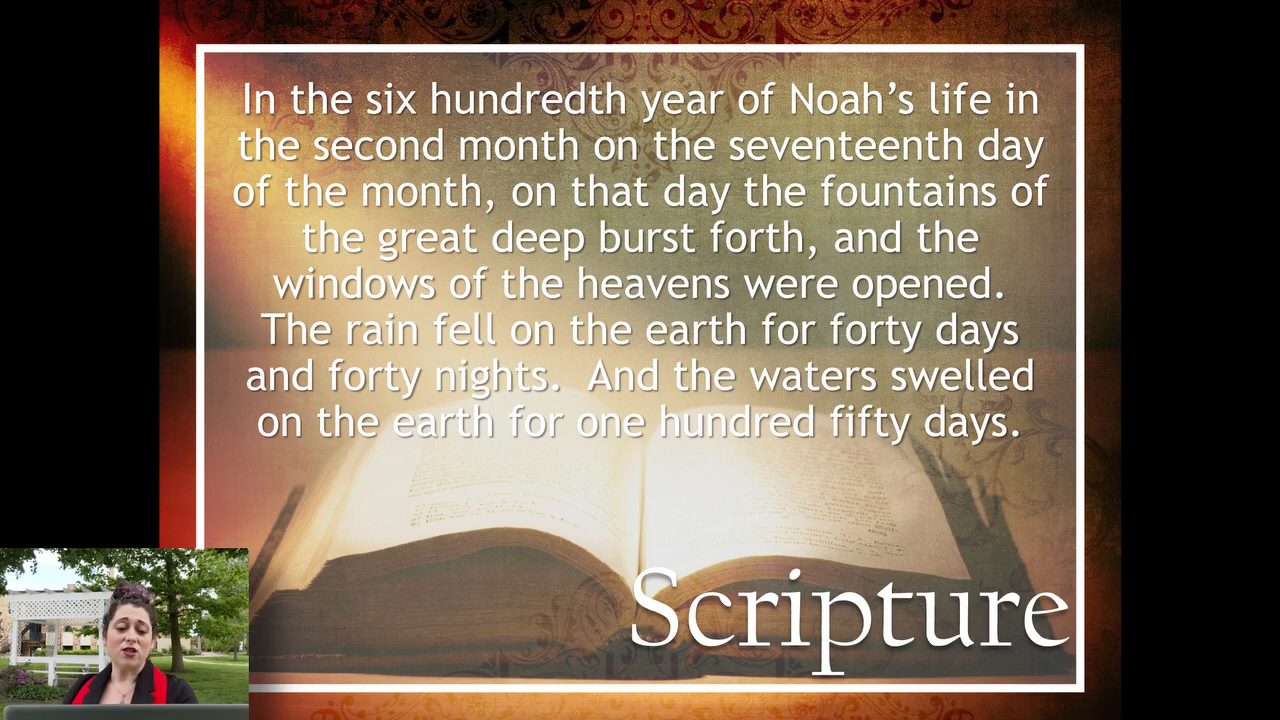 In the six hundredth year of Noah’s life in
the second month on the seventeenth day
of the month, on that day the fountains of
the great deep burst forth, and the
windows of the heavens were opened.
The rain fell on the earth for forty days
and forty nights.  And the waters swelled
on the earth for one hundred fifty days.
Scripture